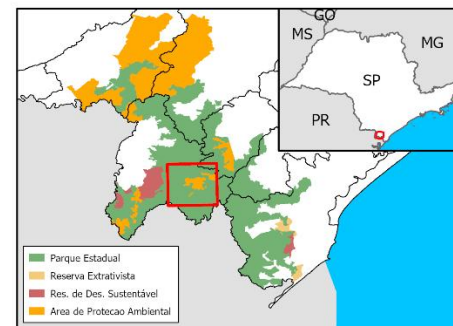 GO
MS
MG
SP
PR
Parque Estadual
Reserva Extrativista
Res. de Des. Sustentável
Area de Protecao Ambiental